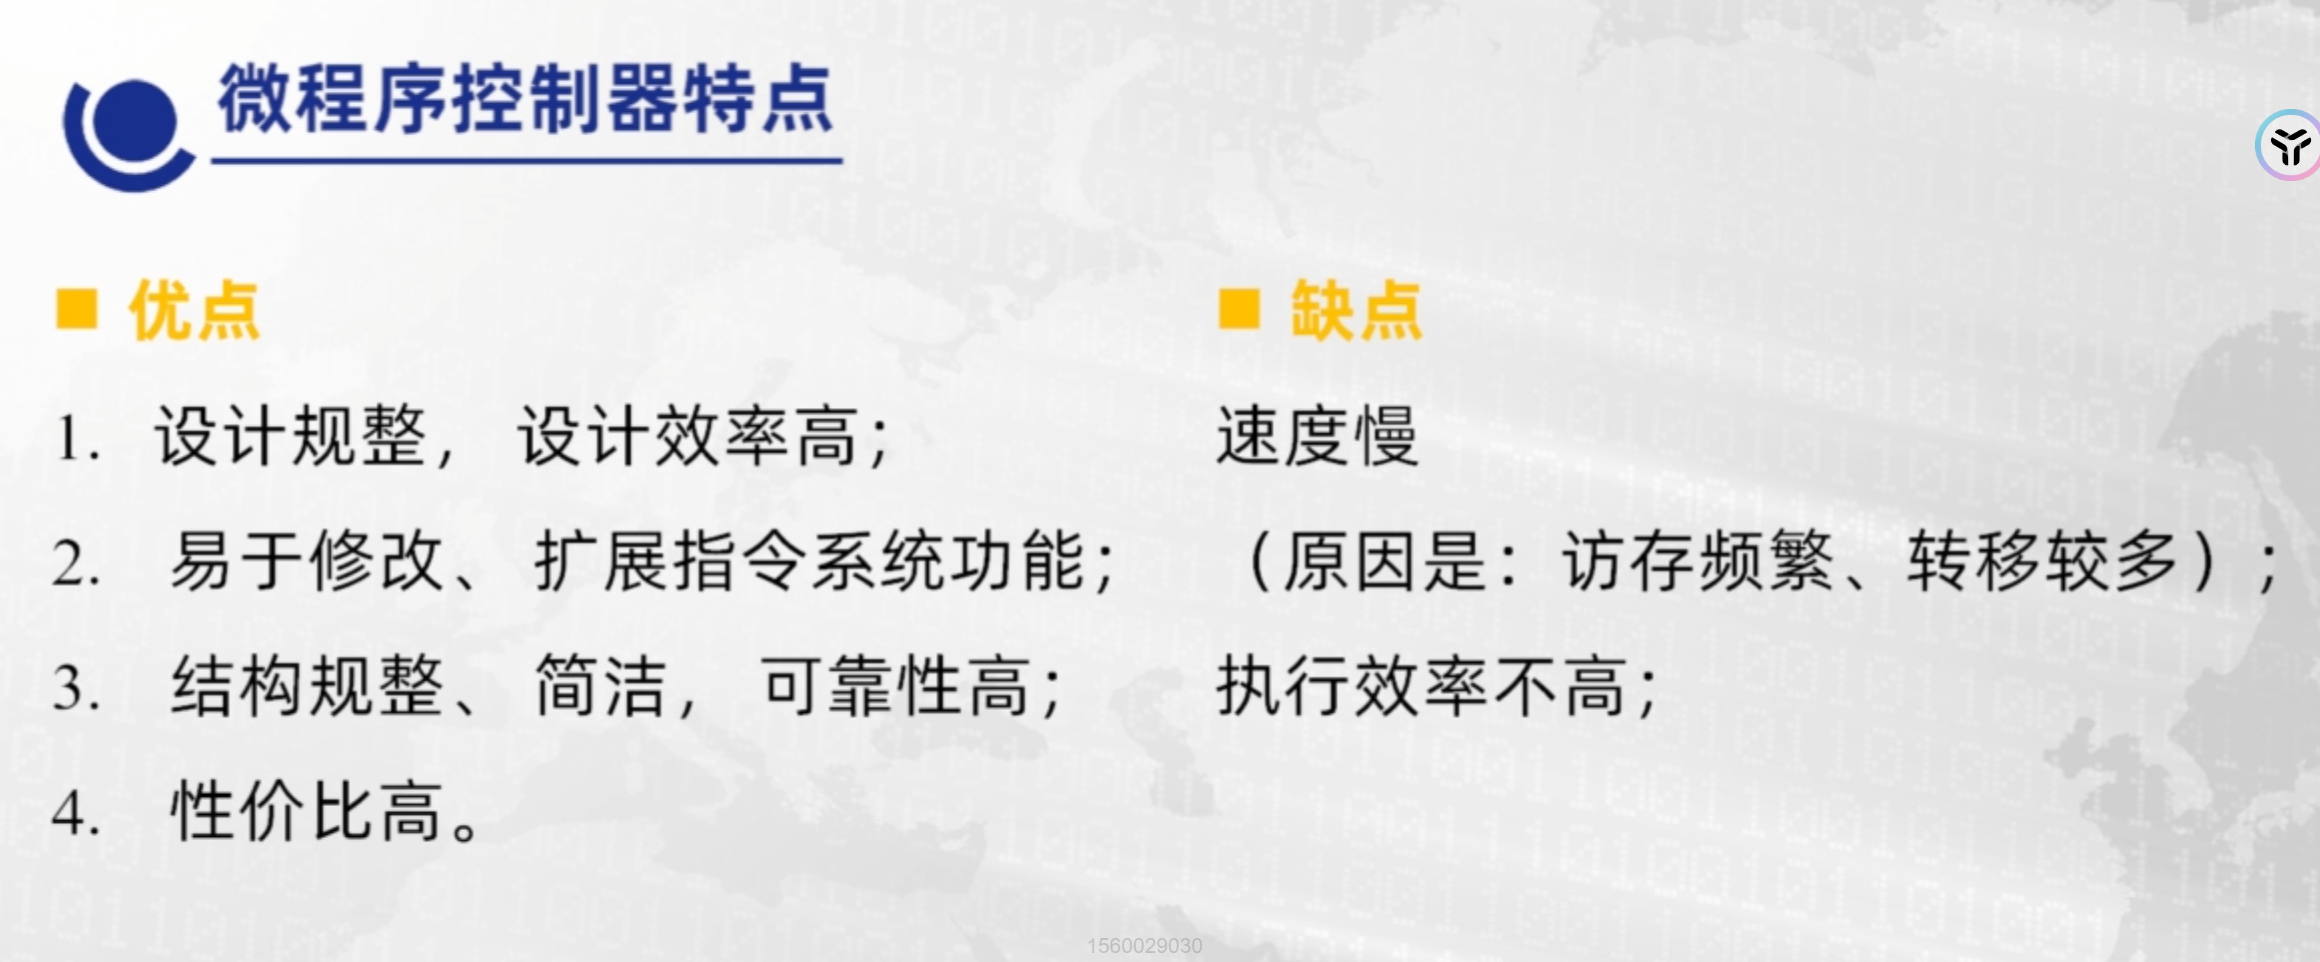 微程序控制器特点
优点
1. 设计规整， 设计效率高；
2. 易于修改、 扩展指令系统功能；
3. 结构规整、 简洁， 可靠性高；
4. 性价比高。
缺点
速度慢
（原因是：访存频繁、转移较多）；
执行效率不高；
1560029030